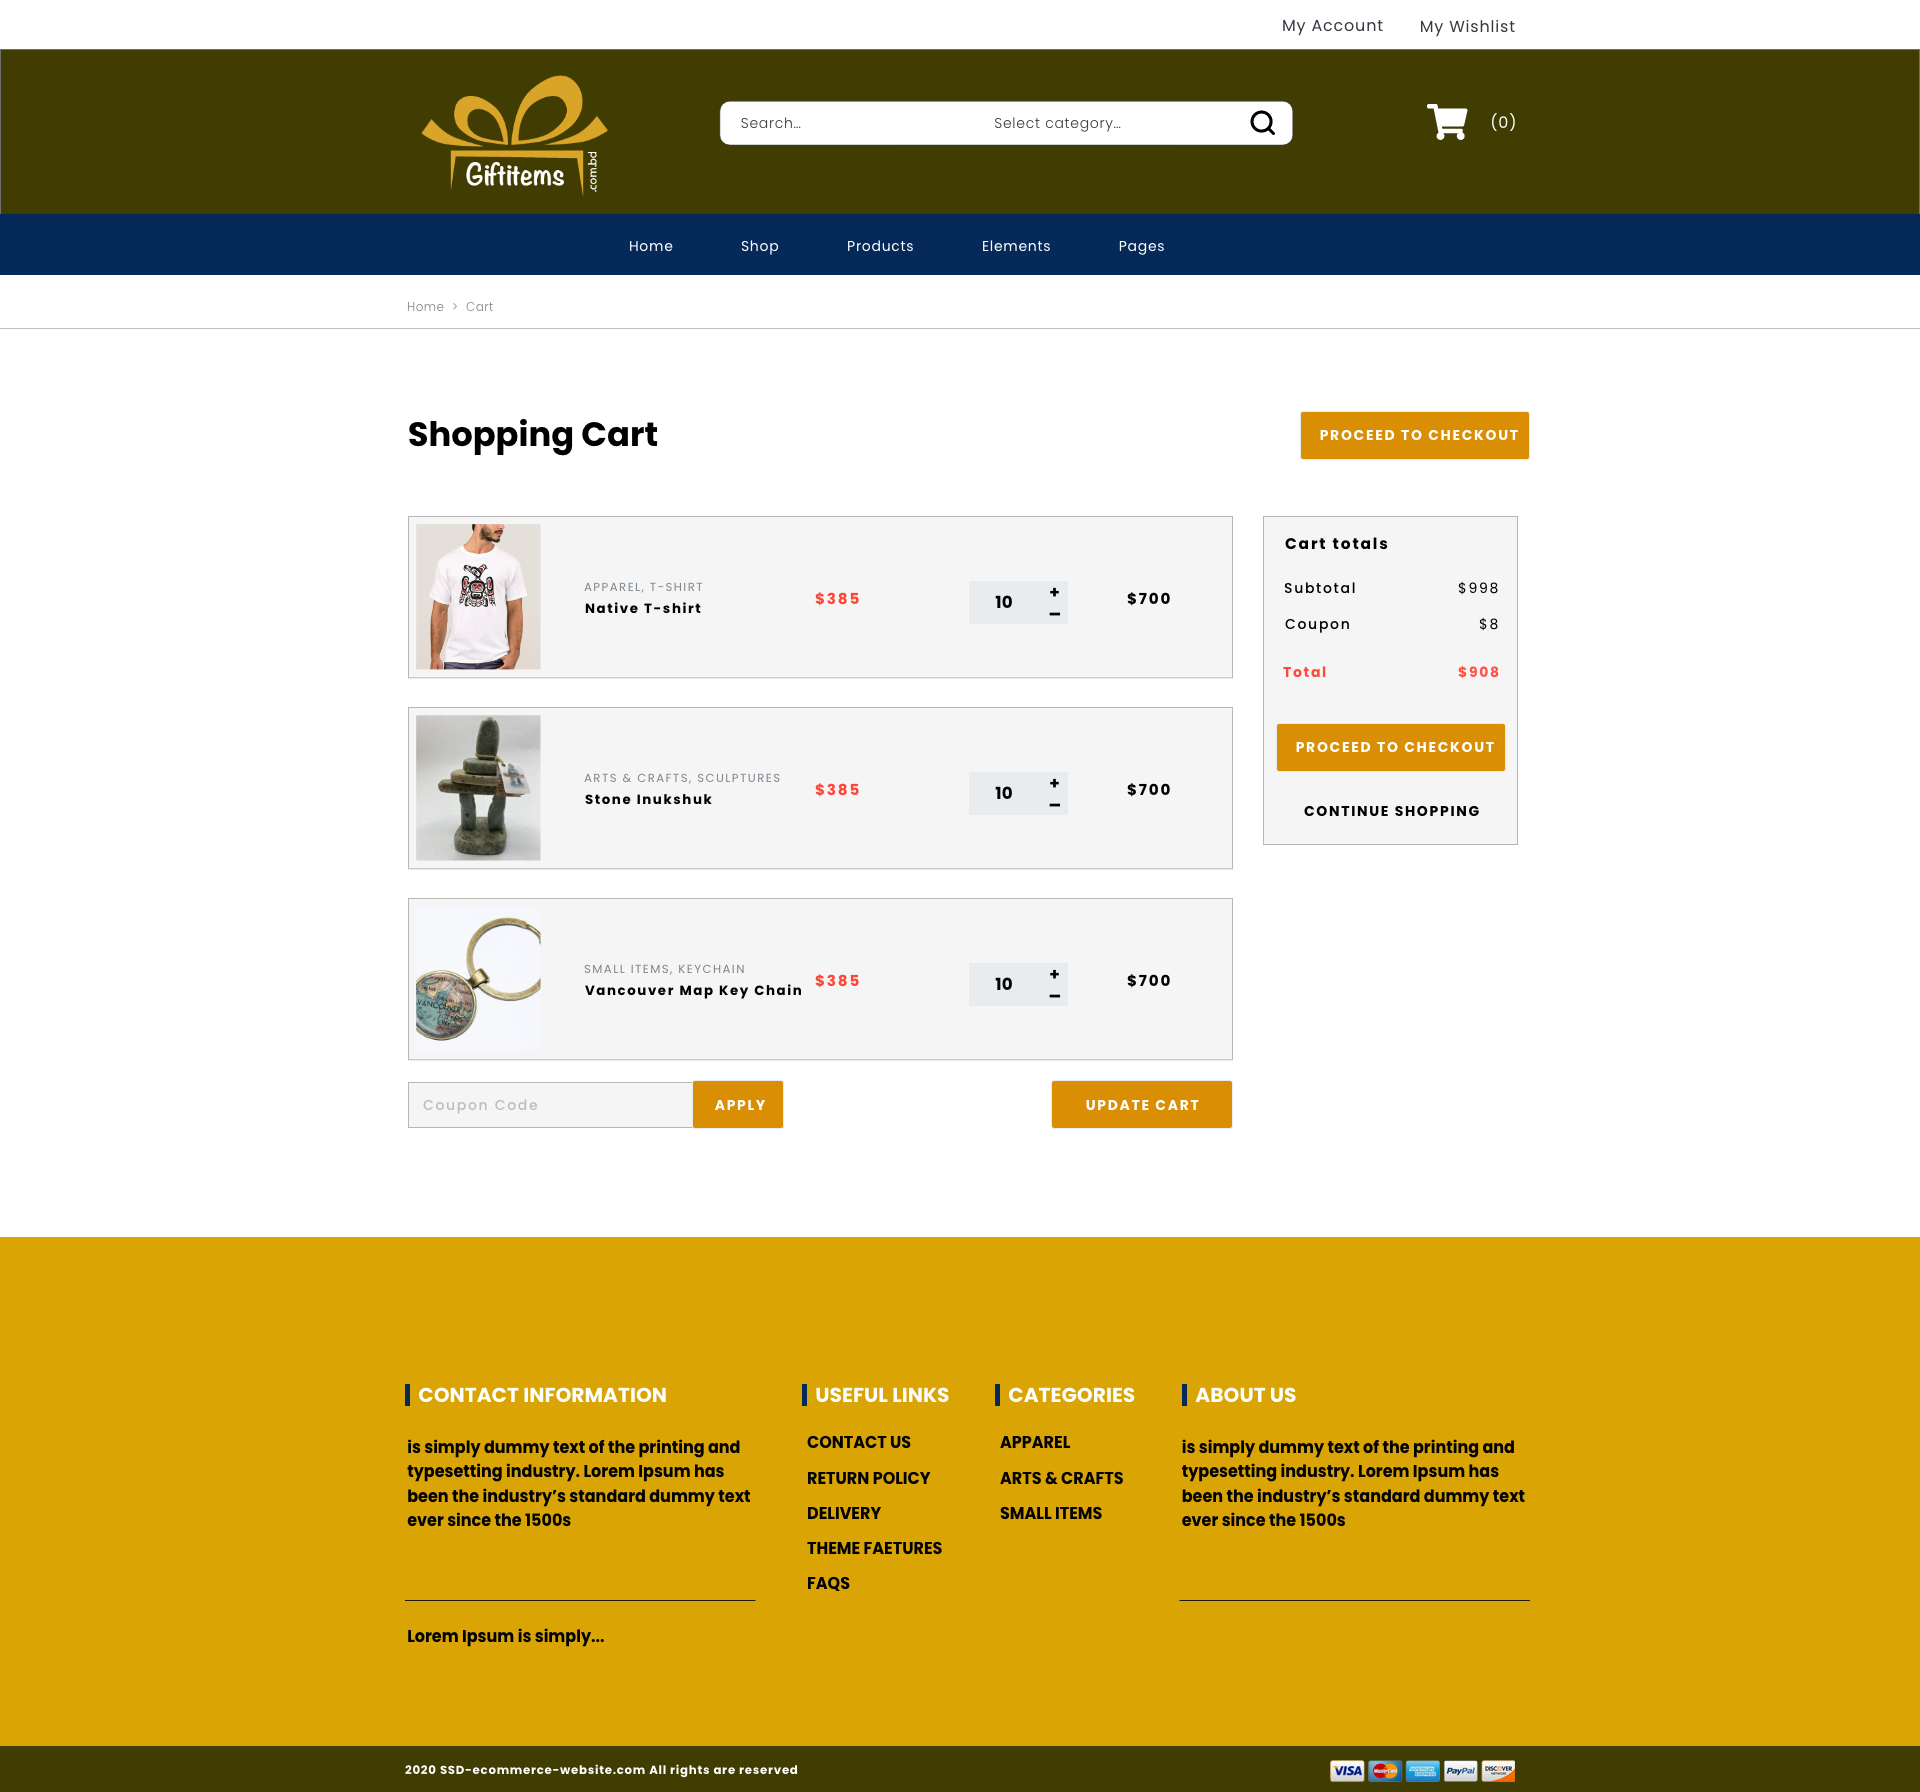 My Account
My Wishlist
Giftitems
.com.bd
Search...
Select category...
(0)
Home
Shop
Products
Elements
Pages
Home > Cart
Shopping Cart
PROCEED TO CHECKOUT
APPAREL, T-SHIRT
Native T-shirt
$385
10
+
−
$700
ARTS & CRAFTS, SCULPTURES
Stone Inukshuk
$385
10
+
−
$700
VANCOUVER
SMALL ITEMS, KEYCHAIN
Vancouver Map Key Chain
$385
10
+
−
$700
Cart totals
Subtotal $998
Coupon $8
Total $908
PROCEED TO CHECKOUT
CONTINUE SHOPPING
Coupon Code
APPLY
UPDATE CART
CONTACT INFORMATION
is simply dummy text of the printing and
typesetting industry. Lorem Ipsum has
been the industry’s standard dummy text
ever since the 1500s
Lorem Ipsum is simply...
USEFUL LINKS
CONTACT US
RETURN POLICY
DELIVERY
THEME FAETURES
FAQS
CATEGORIES
APPAREL
ARTS & CRAFTS
SMALL ITEMS
ABOUT US
is simply dummy text of the printing and
typesetting industry. Lorem Ipsum has
been the industry’s standard dummy text
ever since the 1500s
2020 SSD-ecommerce-website.com All rights are reserved
VISA
MasterCard
AMERICAN EXPRESS
PayPal
DISCOVER
NETWORK